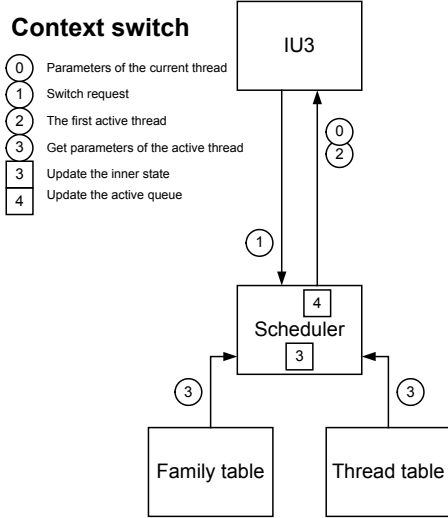 Context switch
0 Parameters of the current thread
1 Switch request
2 The first active thread
3 Get parameters of the active thread
3 Update the inner state
4 Update the active queue
IU3
0
2
1
4
Scheduler
3
3
3
Family table
Thread table